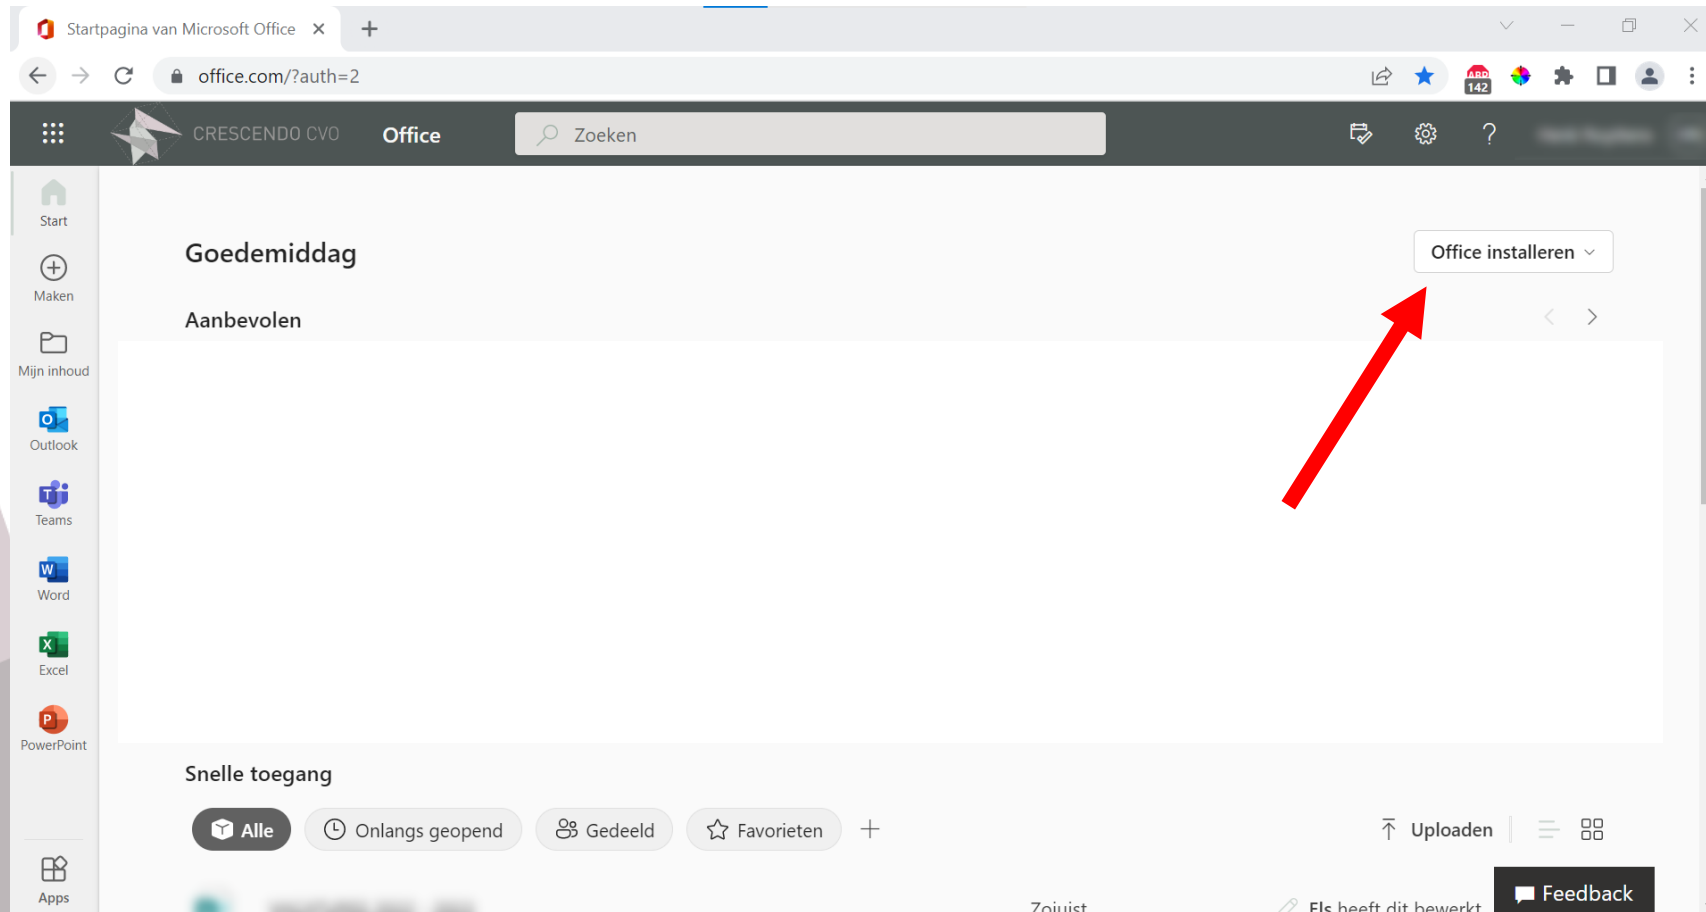 Startpagina van Microsoft Office
office.com/?auth=2
ABP
142
CRESCENDO CVO
Office
Zoeken
Start
Maken
Mijn inhoud
Outlook
Teams
Word
Excel
PowerPoint
Apps
Goedemiddag
Office installeren
Aanbevolen
Snelle toegang
Alle
Onlangs geopend
Gedeeld
Favorieten
Uploaden
Zojuist
Els heeft dit bewerkt
Feedback